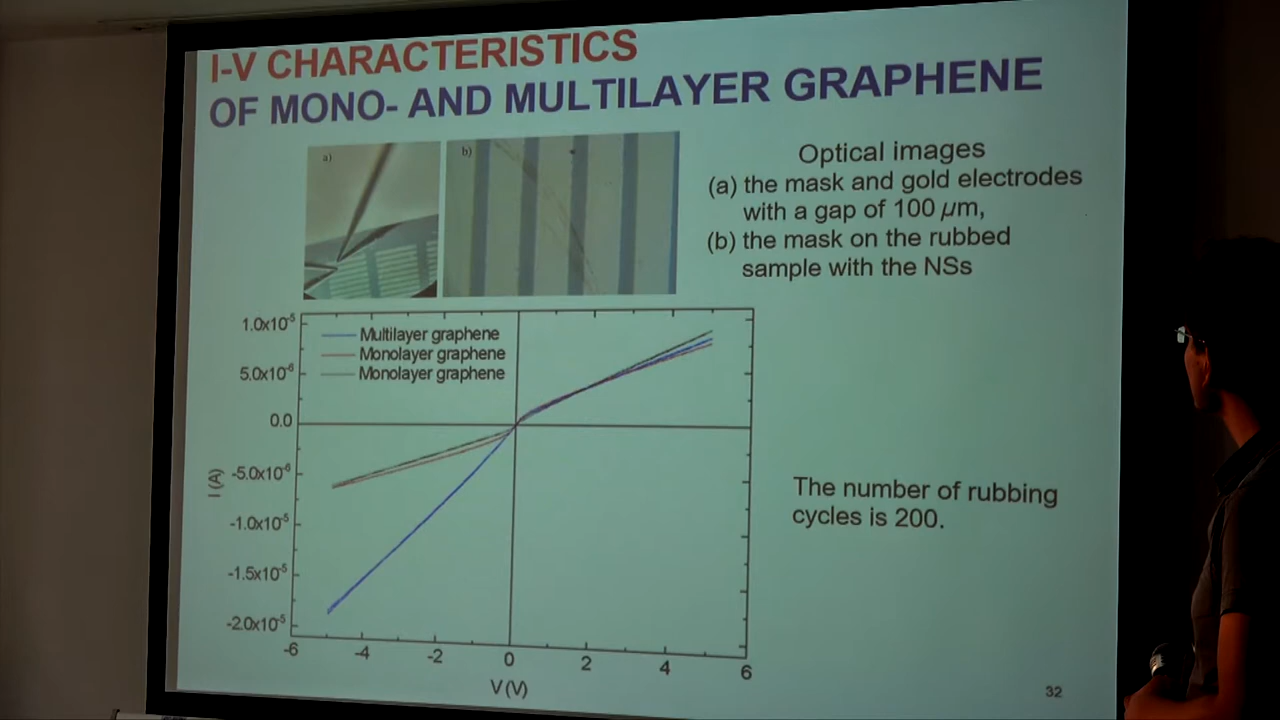 I-V CHARACTERISTICS
OF MONO- AND MULTILAYER GRAPHENE
a)
b)
Optical images
(a) the mask and gold electrodes
with a gap of 100 µm,
(b) the mask on the rubbed
sample with the NSs
Multilayer graphene
Monolayer graphene
Monolayer graphene
1.0x10⁻⁵
5.0x10⁻⁶
0.0
-5.0x10⁻⁶
-1.0x10⁻⁵
-1.5x10⁻⁵
-2.0x10⁻⁵
I (A)
-6 -4 -2 0 2 4 6
V (V)
The number of rubbing
cycles is 200.
32